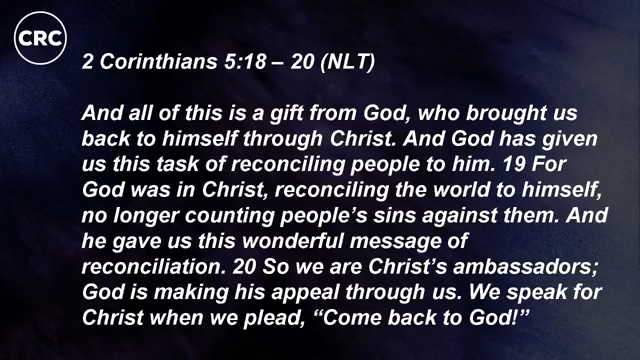 CRC
2 Corinthians 5:18 – 20 (NLT)
And all of this is a gift from God, who brought us
back to himself through Christ. And God has given
us this task of reconciling people to him. 19 For
God was in Christ, reconciling the world to himself,
no longer counting people’s sins against them. And
he gave us this wonderful message of
reconciliation. 20 So we are Christ’s ambassadors;
God is making his appeal through us. We speak for
Christ when we plead, “Come back to God!”